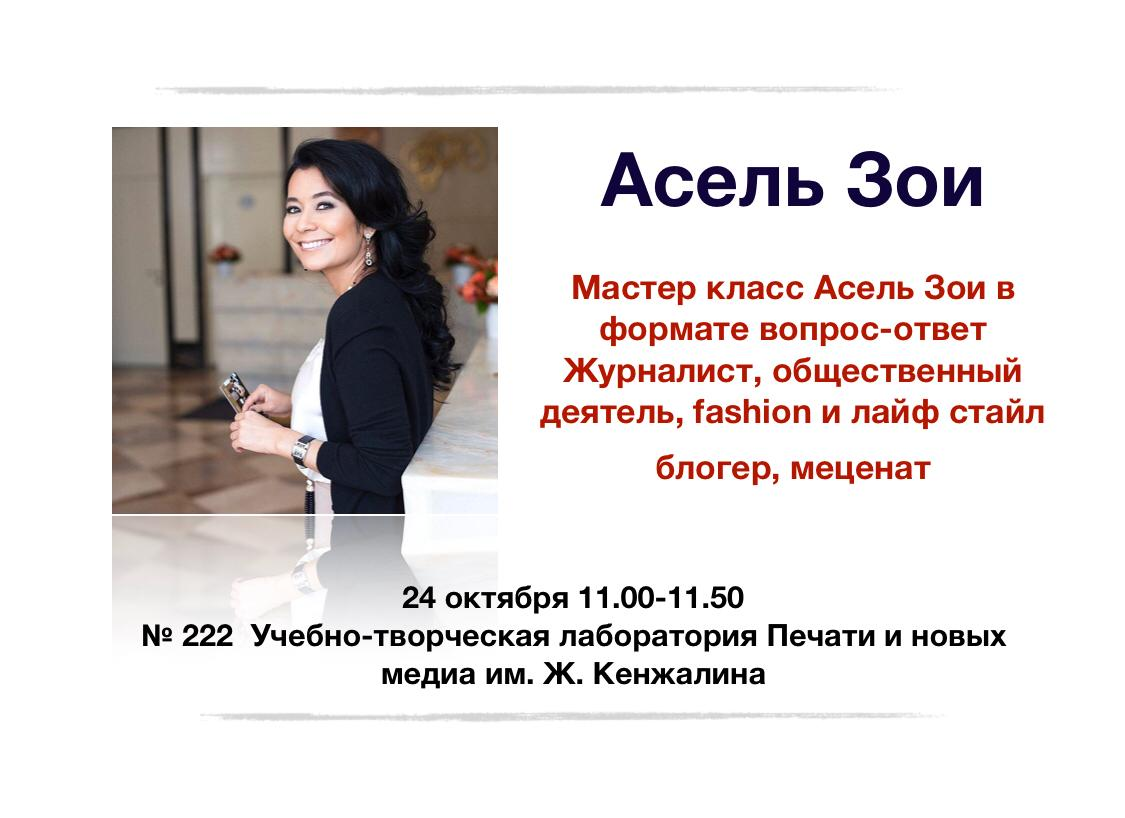 Асель Зои
Мастер класс Асель Зои в
формате вопрос-ответ
Журналист, общественный
деятель, fashion и лайф стайл
блогер, меценат
24 октября 11.00-11.50
№ 222 Учебно-творческая лаборатория Печати и новых
медиа им. Ж. Кенжалина